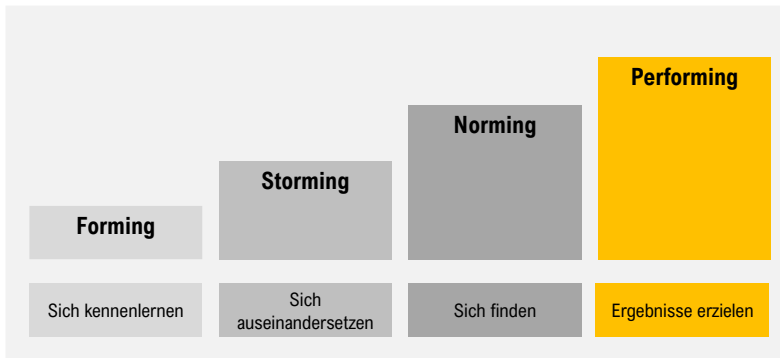 Performing
Norming
Storming
Forming
Sich kennenlernen
Sich
auseinandersetzen
Sich finden
Ergebnisse erzielen